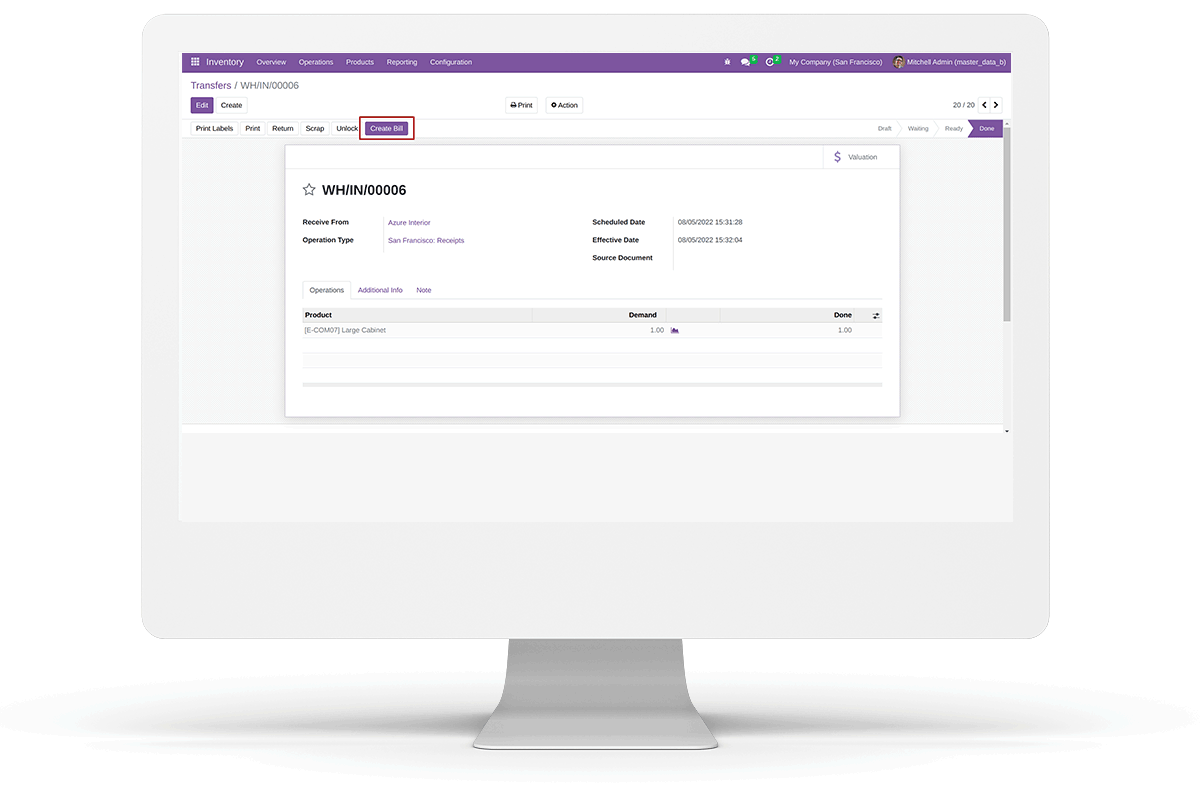 Inventory Overview Operations Products Reporting Configuration 5 2 My Company (San Francisco) Mitchell Admin (master_data_b)
Transfers / WH/IN/00006
Edit Create Print Action 20 / 20
Print Labels Print Return Scrap Unlock Create Bill Draft Waiting Ready Done
$ Valuation
WH/IN/00006
Receive From Azure Interior Scheduled Date 08/05/2022 15:31:28
Operation Type San Francisco: Receipts Effective Date 08/05/2022 15:32:04
Source Document
Operations Additional Info Note
Product Demand Done
[E-COM07] Large Cabinet 1.00 1.00